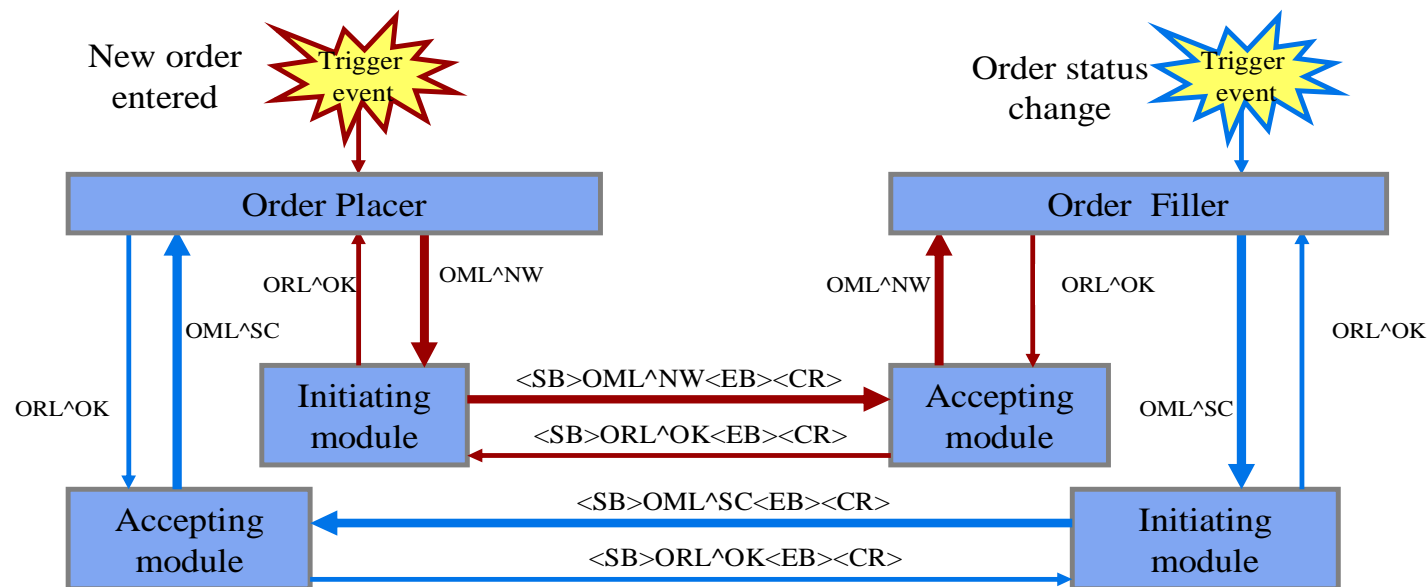 New order
entered
Trigger
event
Order status
change
Trigger
event
Order Placer
Order Filler
ORL^OK
OML^NW
OML^NW
ORL^OK
OML^SC
ORL^OK
ORL^OK
OML^SC
Initiating
module
<SB>OML^NW<EB><CR>
<SB>ORL^OK<EB><CR>
Accepting
module
Accepting
module
<SB>OML^SC<EB><CR>
<SB>ORL^OK<EB><CR>
Initiating
module